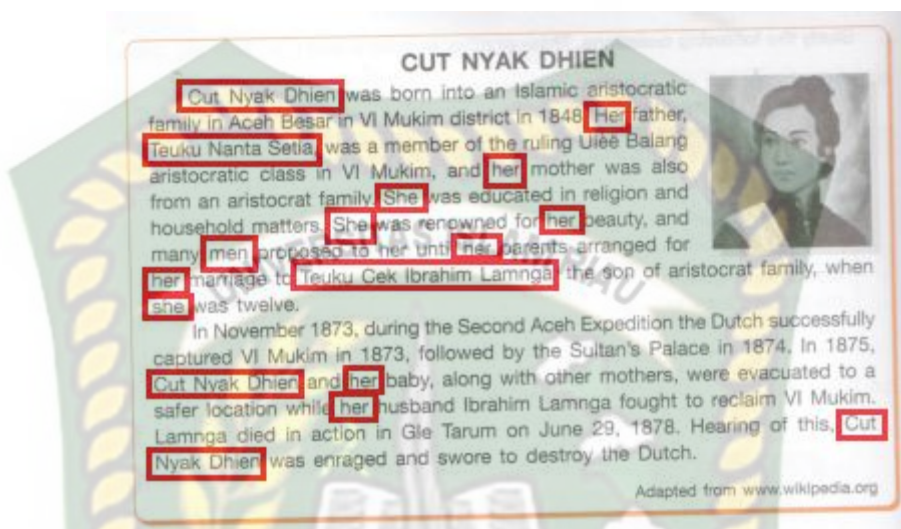 CUT NYAK DHIEN
Cut Nyak Dhien was born into an Islamic aristocratic
family in Aceh Besar in VI Mukim district in 1848. Her father,
Teuku Nanta Setia, was a member of the ruling Ulèë Balang
aristocratic class in VI Mukim, and her mother was also
from an aristocrat family. She was educated in religion and
household matters. She was renowned for her beauty, and
many men proposed to her until her parents arranged for
her marriage to Teuku Cek Ibrahim Lamnga, the son of aristocrat family, when
she was twelve.
In November 1873, during the Second Aceh Expedition the Dutch successfully
captured VI Mukim in 1873, followed by the Sultan's Palace in 1874. In 1875,
Cut Nyak Dhien and her baby, along with other mothers, were evacuated to a
safer location while her husband Ibrahim Lamnga fought to reclaim VI Mukim.
Lamnga died in action in Gle Tarum on June 29, 1878. Hearing of this, Cut
Nyak Dhien was enraged and swore to destroy the Dutch.
Adapted from www.wikipedia.org